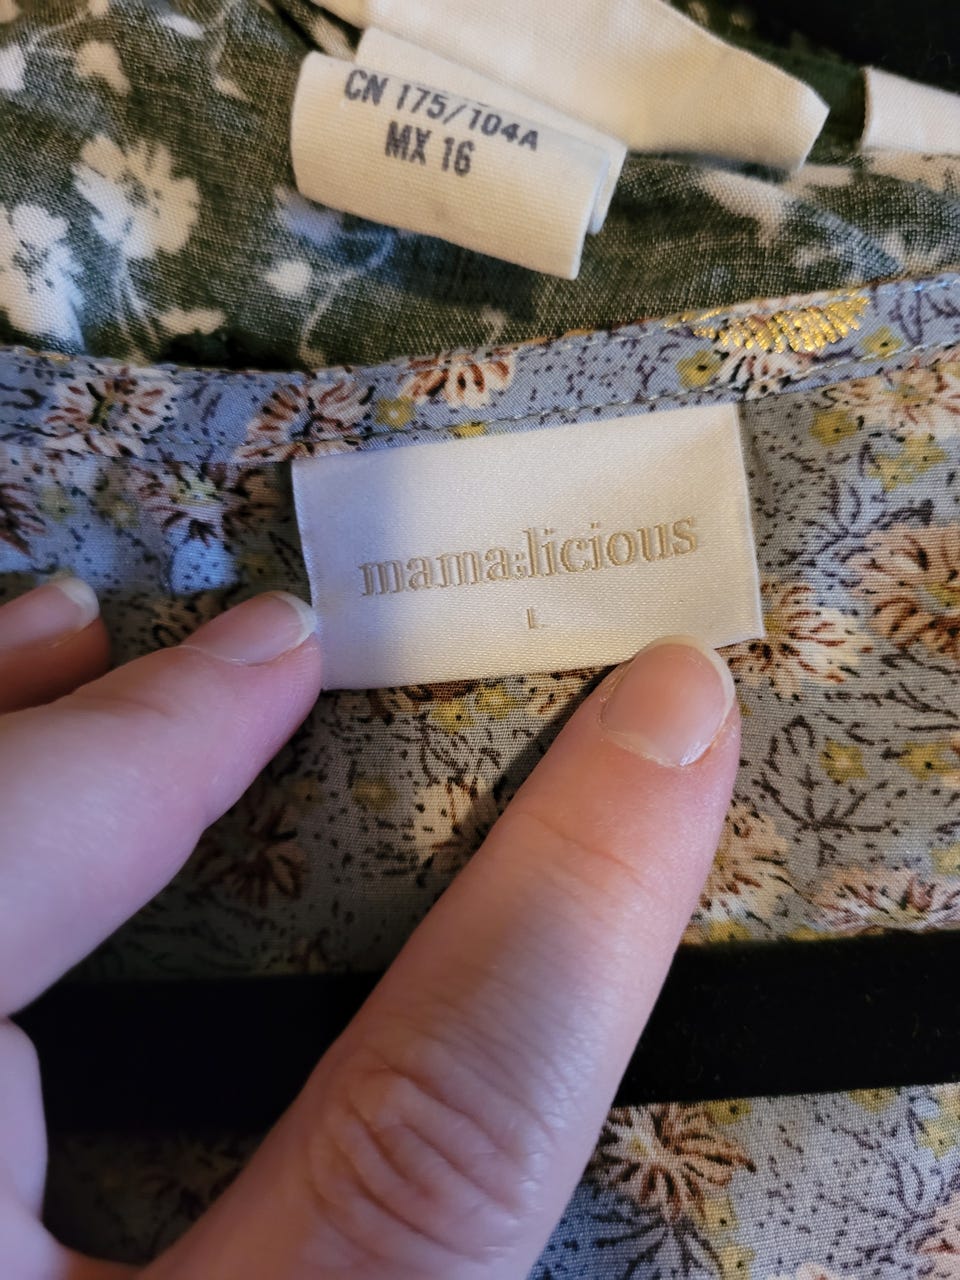 CN 175/104A
MX 16
mama:licious
L